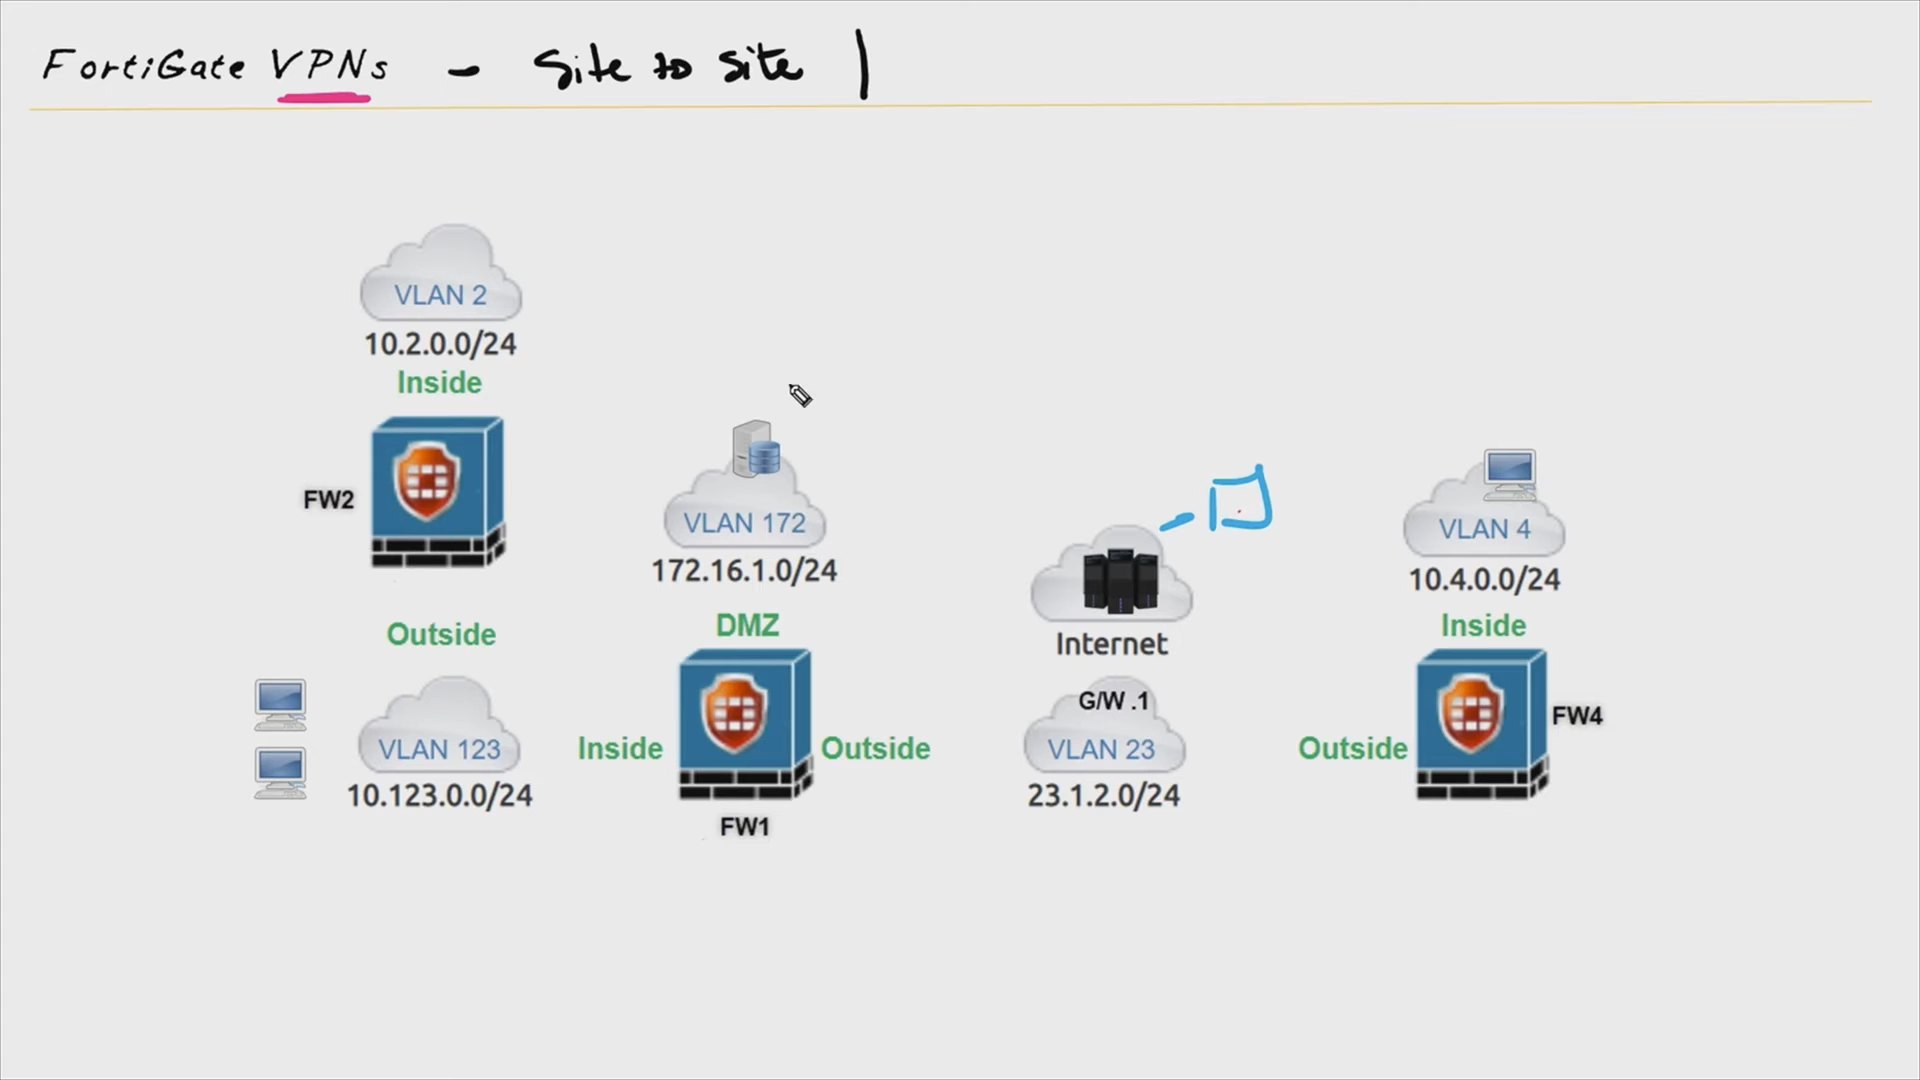 FortiGate VPNs - Site to site |
VLAN 2
10.2.0.0/24
Inside
FW2
Outside
VLAN 123
10.123.0.0/24
VLAN 172
172.16.1.0/24
DMZ
Inside
Outside
FW1
Internet
G/W .1
VLAN 23
23.1.2.0/24
VLAN 4
10.4.0.0/24
Inside
Outside
FW4